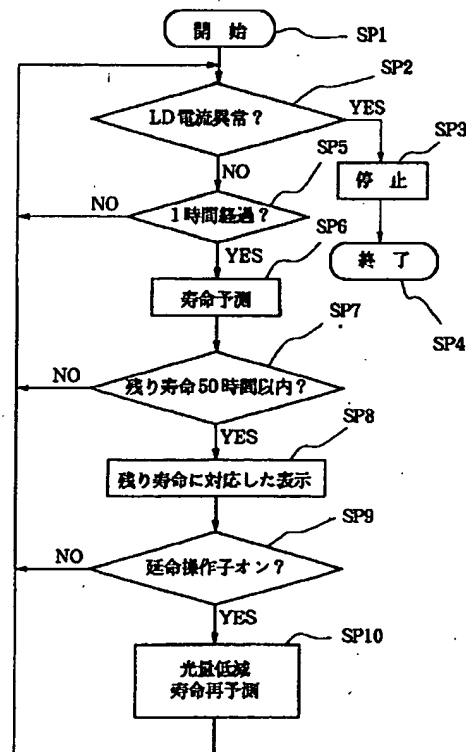 開始
SP1
SP2
LD電流異常?
YES
SP3
停止
終了
SP4
NO
SP5
1時間経過?
NO
YES
SP6
寿命予測
SP7
残り寿命50時間以内?
NO
YES
SP8
残り寿命に対応した表示
SP9
延命操作子オン?
NO
YES
SP10
光量低減
寿命再予測